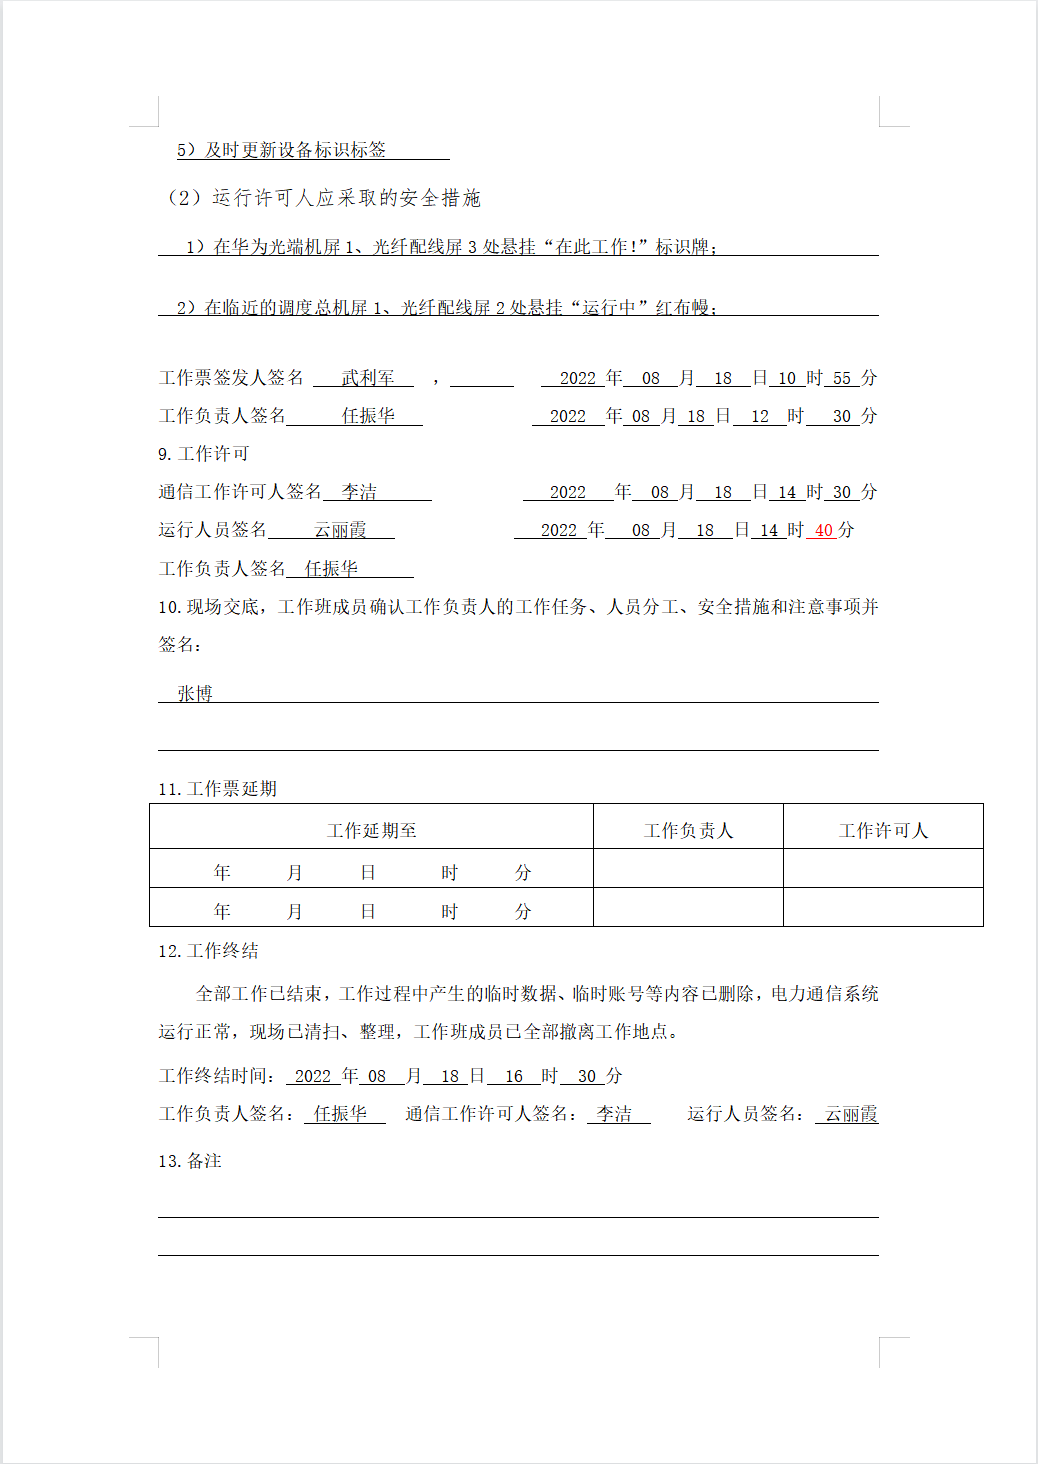 5）及时更新设备标识标签
（2）运行许可人应采取的安全措施
1）在华为光端机屏1、光纤配线屏3处悬挂“在此工作！”标识牌；
2）在临近的调度总机屏1、光纤配线屏2处悬挂“运行中”红布幔；
工作票签发人签名 武利军 ， 2022 年 08 月 18 日 10 时 55 分
工作负责人签名 任振华 2022 年 08 月 18 日 12 时 30 分
9.工作许可
通信工作许可人签名 李洁 2022 年 08 月 18 日 14 时 30 分
运行人员签名 云丽霞 2022 年 08 月 18 日 14 时 40 分
工作负责人签名 任振华
10.现场交底，工作班成员确认工作负责人的工作任务、人员分工、安全措施和注意事项并
签名：
张博
11.工作票延期
工作延期至 工作负责人 工作许可人
年 月 日 时 分
年 月 日 时 分
12.工作终结
全部工作已结束，工作过程中产生的临时数据、临时账号等内容已删除，电力通信系统
运行正常，现场已清扫、整理，工作班成员已全部撤离工作地点。
工作终结时间： 2022 年 08 月 18 日 16 时 30 分
工作负责人签名： 任振华 通信工作许可人签名： 李洁 运行人员签名： 云丽霞
13.备注